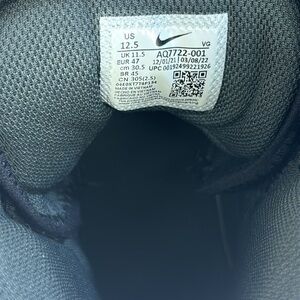 US
12.5 VG
UK 11.5 AQ7722-001
EUR 47 12/01/21 03/08/22
cm 30.5 UPC 00192499221926
BR 45
CN 305(2.5)
MADE IN VIETNAM